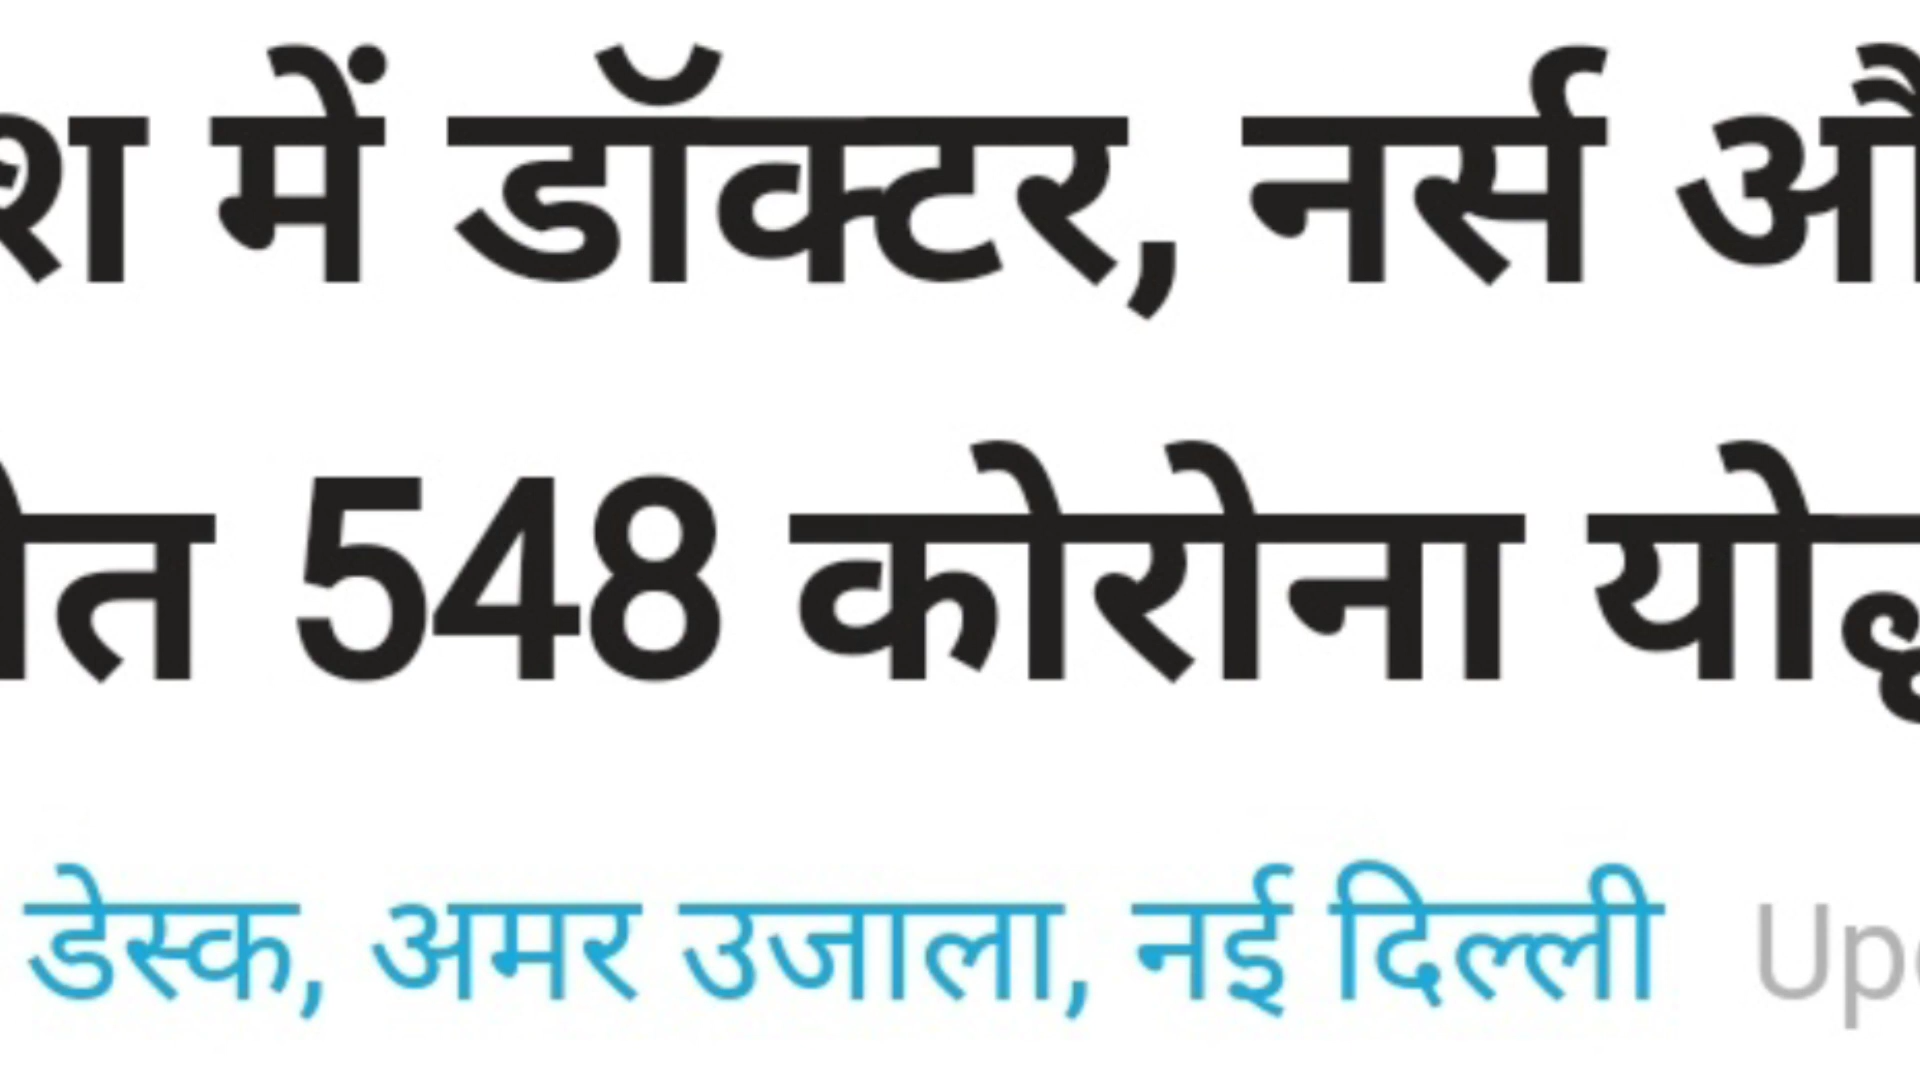 में डॉक्टर, नर्स
548 कोरोना
डेस्क, अमर उजाला, नई दिल्ली